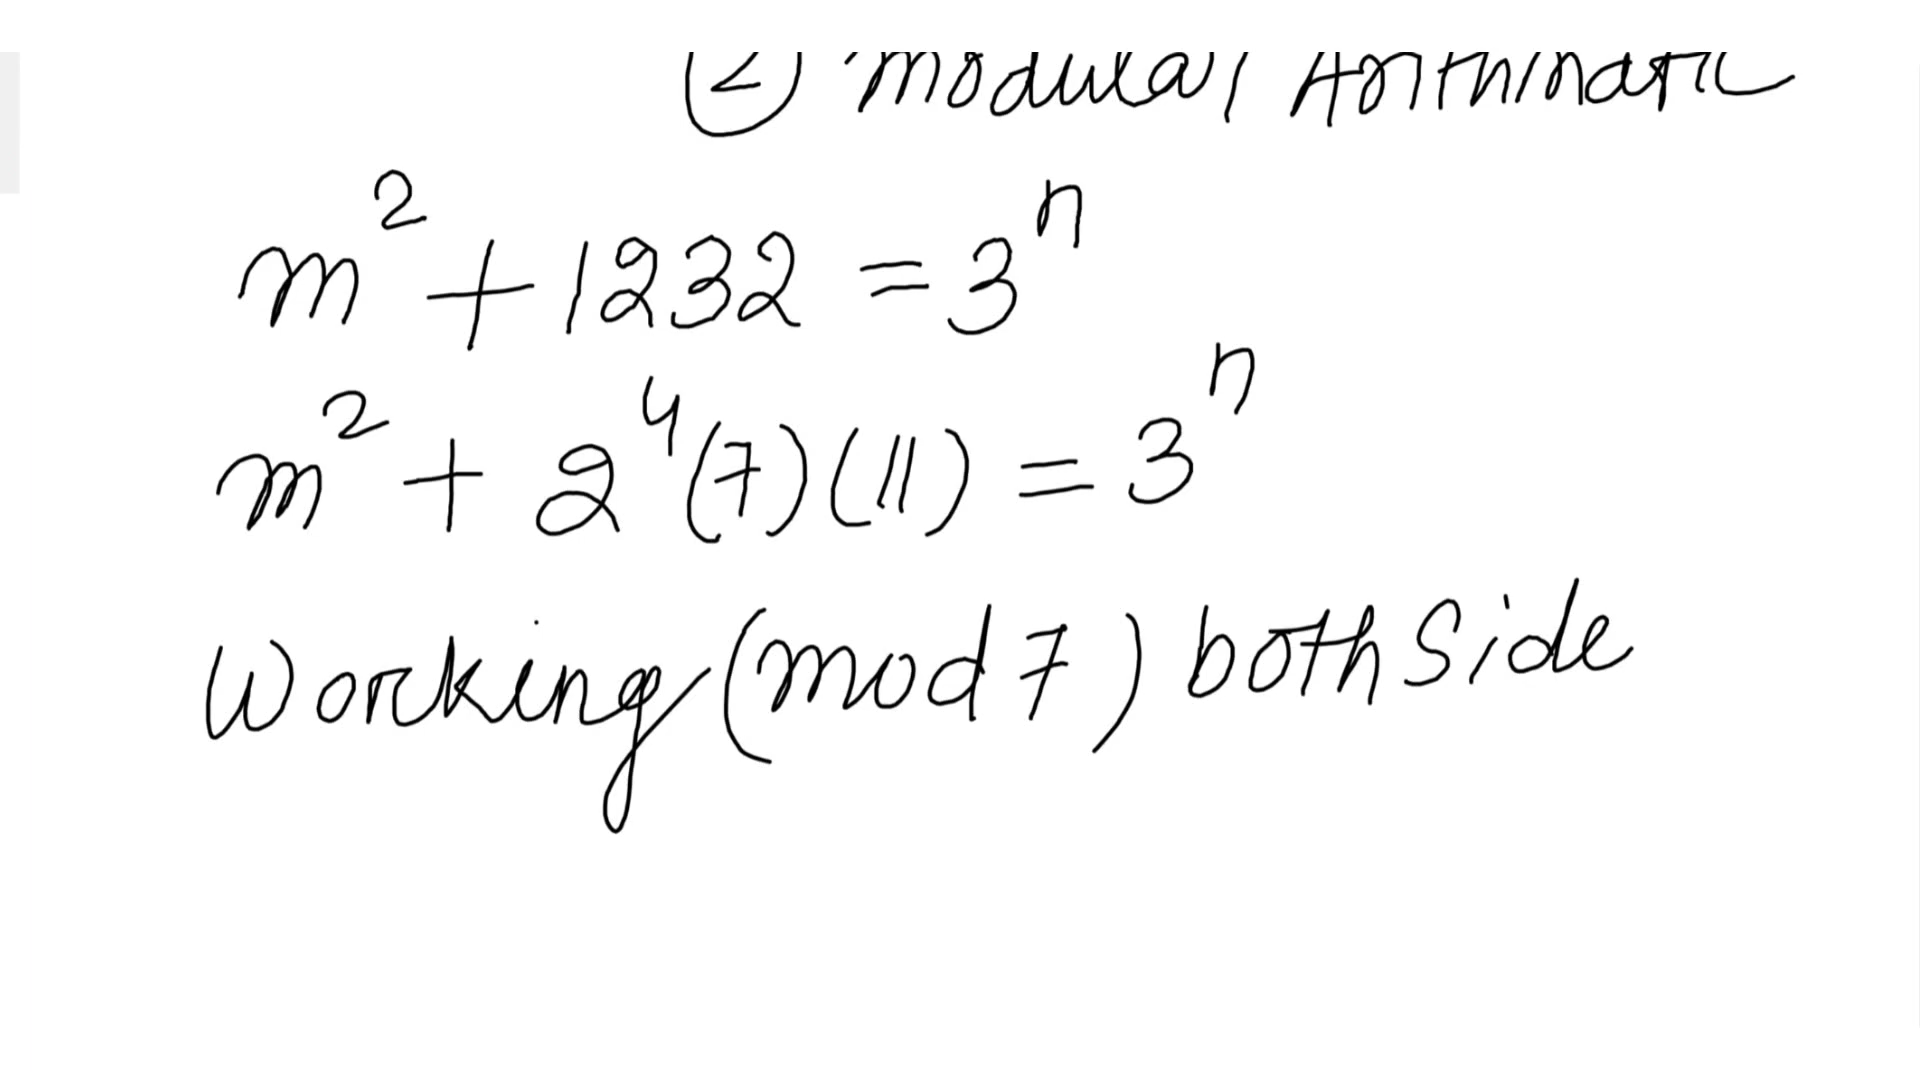 ② Modular Arithmatic
m² + 1232 = 3ⁿ
m² + 2⁴(7)(11) = 3ⁿ
Working (mod 7) both Side